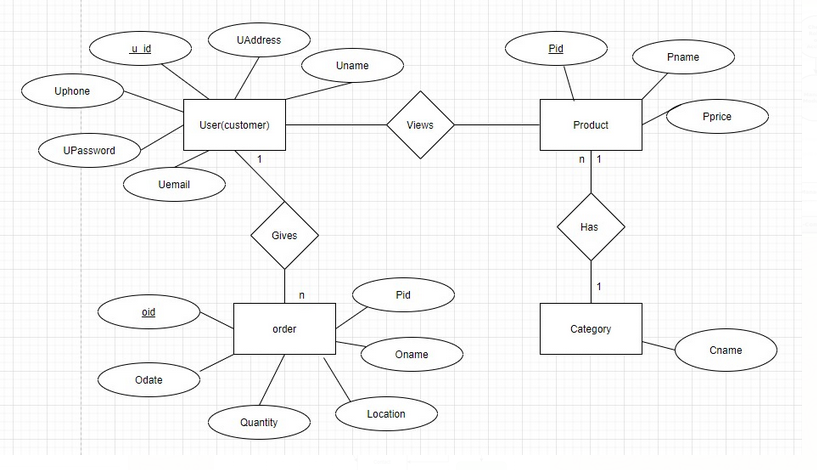 u_id
UAddress
Uname
Uphone
UPassword
Uemail
User(customer)
Views
Pid
Pname
Pprice
Product
1
n 1
Gives
Has
n
1
oid
Pid
order
Oname
Odate
Quantity
Location
Category
Cname